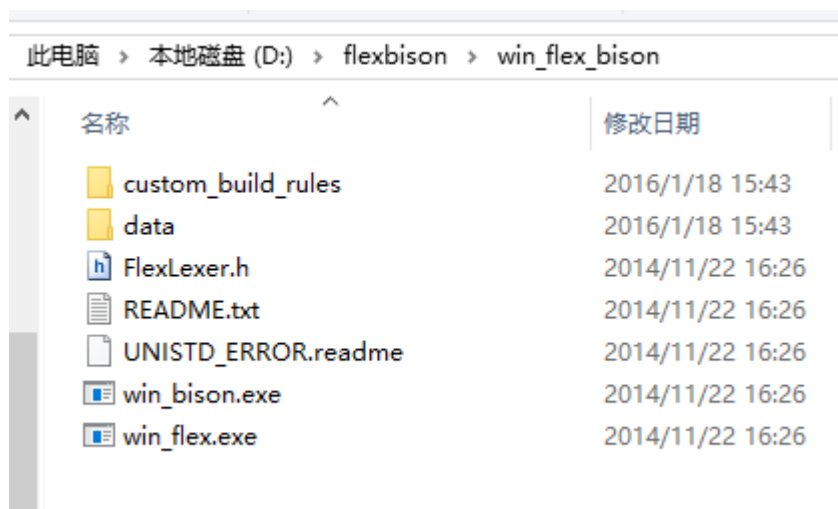 此电脑 > 本地磁盘 (D:) > flexbison > win_flex_bison
名称 修改日期
custom_build_rules 2016/1/18 15:43
data 2016/1/18 15:43
FlexLexer.h 2014/11/22 16:26
README.txt 2014/11/22 16:26
UNISTD_ERROR.readme 2014/11/22 16:26
win_bison.exe 2014/11/22 16:26
win_flex.exe 2014/11/22 16:26